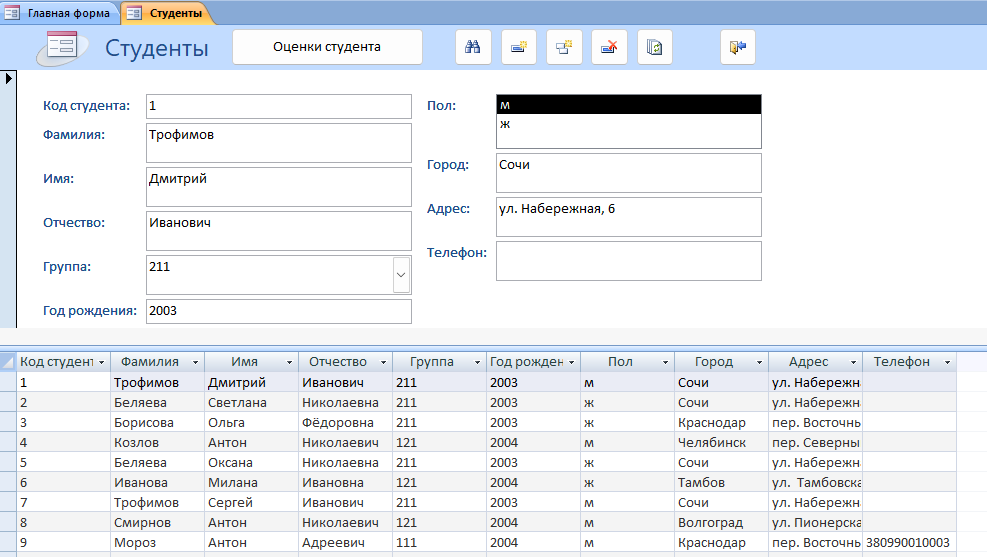 Главная форма Студенты
Студенты Оценки студента
Код студента: 1
Фамилия: Трофимов
Имя: Дмитрий
Отчество: Иванович
Группа: 211
Год рождения: 2003
Пол: м
ж
Город: Сочи
Адрес: ул. Набережная, 6
Телефон:
Код студент Фамилия Имя Отчество Группа Год рожден Пол Город Адрес Телефон
1 Трофимов Дмитрий Иванович 211 2003 м Сочи ул. Набережна
2 Беляева Светлана Николаевна 211 2003 ж Сочи ул. Набережна
3 Борисова Ольга Фёдоровна 211 2003 ж Краснодар пер. Восточнь
4 Козлов Антон Николаевич 121 2004 м Челябинск пер. Северны
5 Беляева Оксана Николаевна 211 2003 ж Сочи ул. Набережна
6 Иванова Милана Ивановна 121 2004 ж Тамбов ул. Тамбовска
7 Трофимов Сергей Иванович 211 2003 м Сочи ул. Набережна
8 Смирнов Антон Николаевич 121 2004 м Волгоград ул. Пионерска
9 Мороз Антон Адреевич 111 2004 м Краснодар пер. Восточнь 380990010003